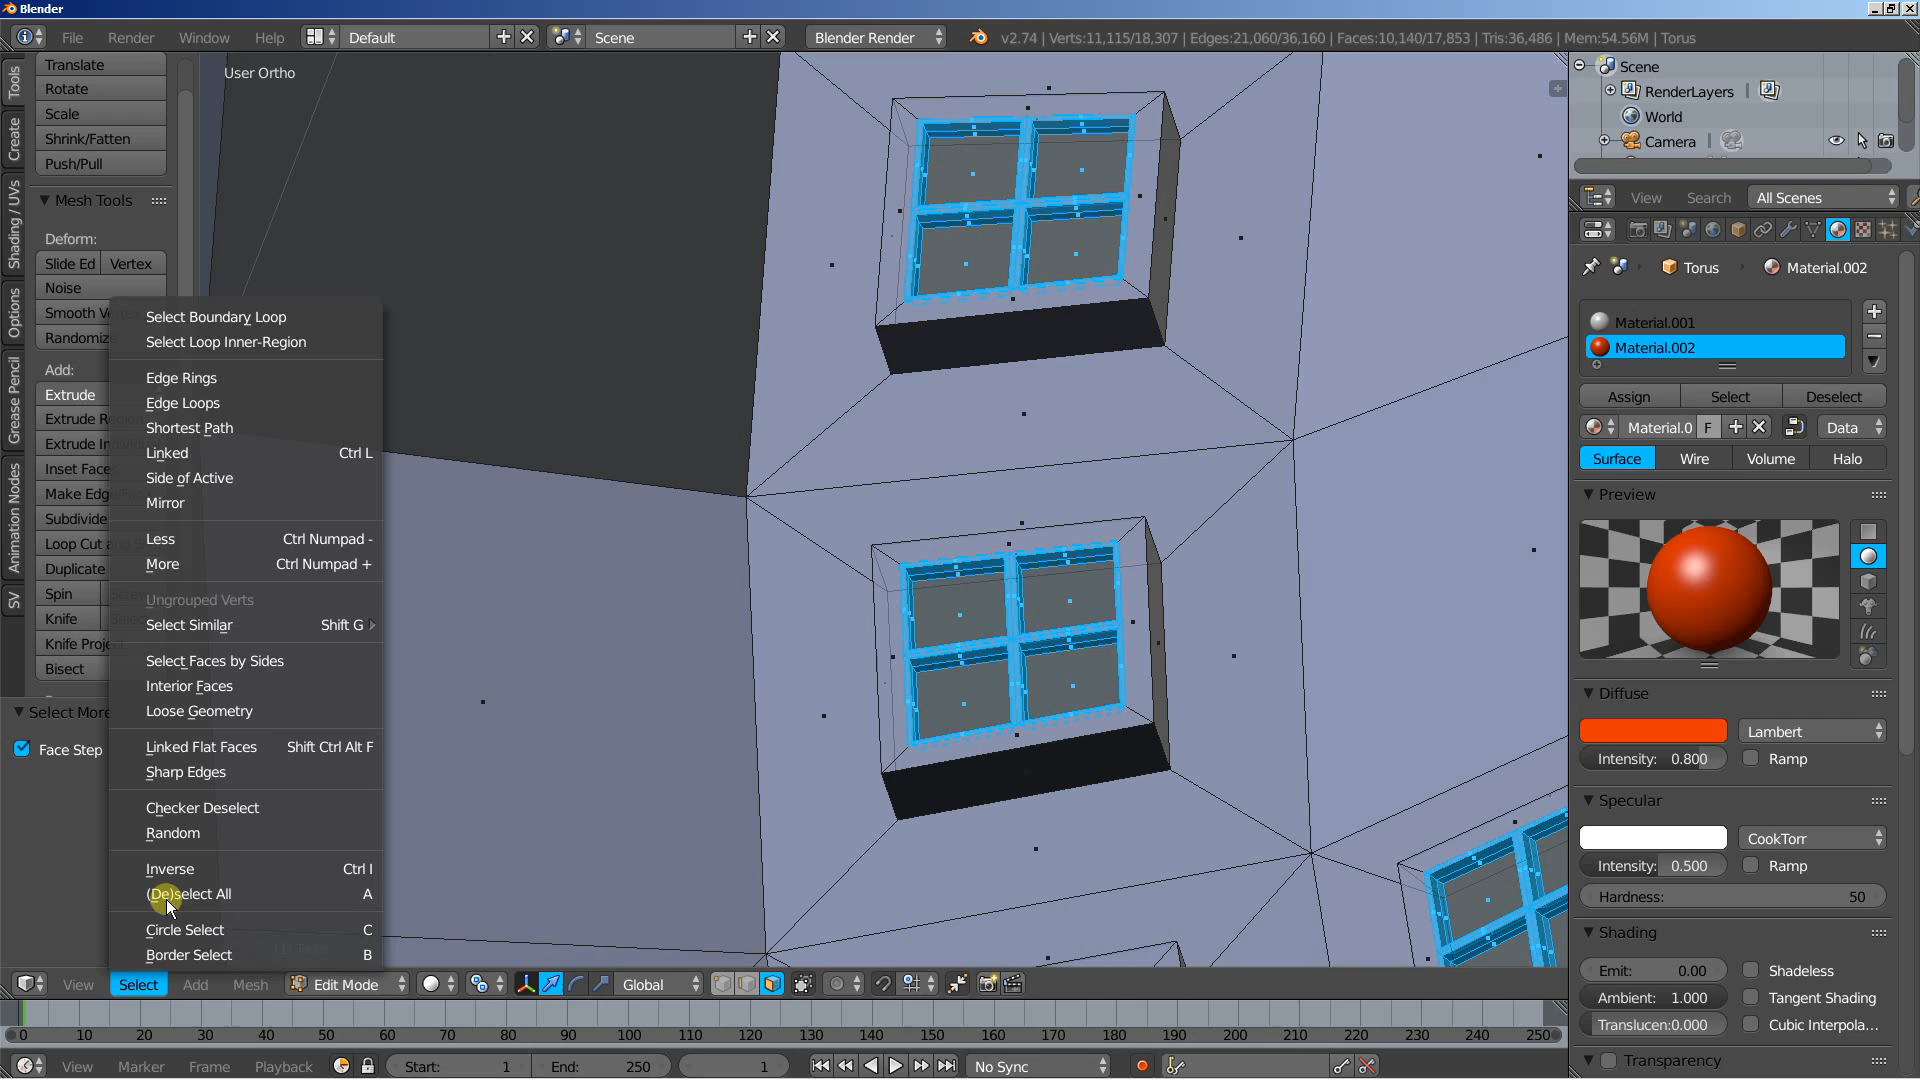 Blender
File Render Window Help Default Scene Blender Render v2.74 | Verts:11,115/18,307 | Edges:21,060/36,160 | Faces:10,140/17,853 | Tris:36,486 | Mem:54.56M | Torus
User Ortho
Tools
Create
Shading / UVs
Options
Grease Pencil
Animation Nodes
SV
Translate
Rotate
Scale
Shrink/Fatten
Push/Pull
Mesh Tools
Deform:
Slide Ed Vertex
Noise
Smooth Ve
Randomiz
Add:
Extrude
Extrude Re
Extrude Indi
Inset Faces
Make Edge
Subdivide
Loop Cut an
Duplicate
Spin
Knife
Knife Proj
Bisect
Select More
Face Step
Select Boundary Loop
Select Loop Inner-Region
Edge Rings
Edge Loops
Shortest Path
Linked Ctrl L
Side of Active
Mirror
Less Ctrl Numpad -
More Ctrl Numpad +
Ungrouped Verts
Select Similar Shift G
Select Faces by Sides
Interior Faces
Loose Geometry
Linked Flat Faces Shift Ctrl Alt F
Sharp Edges
Checker Deselect
Random
Inverse Ctrl I
(De)select All A
Circle Select C
Border Select B
View Select Add Mesh Edit Mode Global
0 10 20 30 40 50 60 70 80 90 100 110 120 130 140 150 160 170 180 190 200 210 220 230 240 250
View Marker Frame Playback Start: 1 End: 250 1 No Sync
Scene
RenderLayers
World
Camera
View Search All Scenes
Torus Material.002
Material.001
Material.002
Assign Select Deselect
Material.0 F Data
Surface Wire Volume Halo
Preview
Diffuse
Lambert
Intensity: 0.800 Ramp
Specular
CookTorr
Intensity: 0.500 Ramp
Hardness: 50
Shading
Emit: 0.00 Shadeless
Ambient: 1.000 Tangent Shading
Translucen:0.000 Cubic Interpola...
Transparency